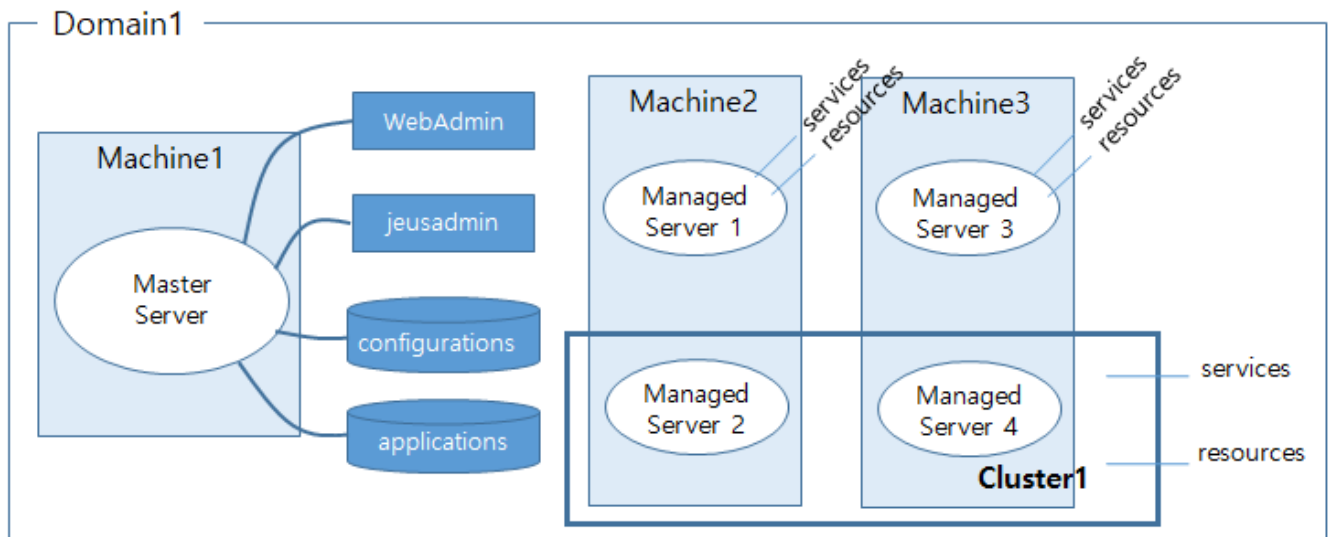 Domain1
Machine1
Master
Server
WebAdmin
jeusadmin
configurations
applications
Machine2
services
resources
Managed
Server 1
Managed
Server 2
Machine3
services
resources
Managed
Server 3
Managed
Server 4
Cluster1
services
resources